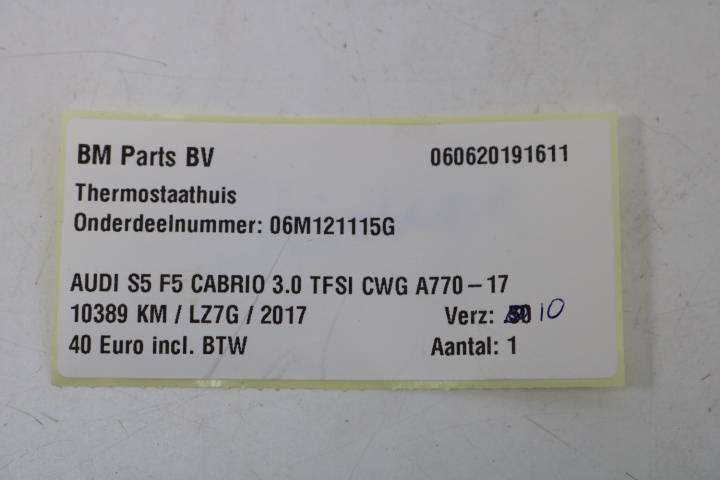 BM Parts BV 060620191611
Thermostaathuis
Onderdeelnummer: 06M121115G
AUDI S5 F5 CABRIO 3.0 TFSI CWG A770-17
10389 KM / LZ7G / 2017 Verz: 10
40 Euro incl. BTW Aantal: 1